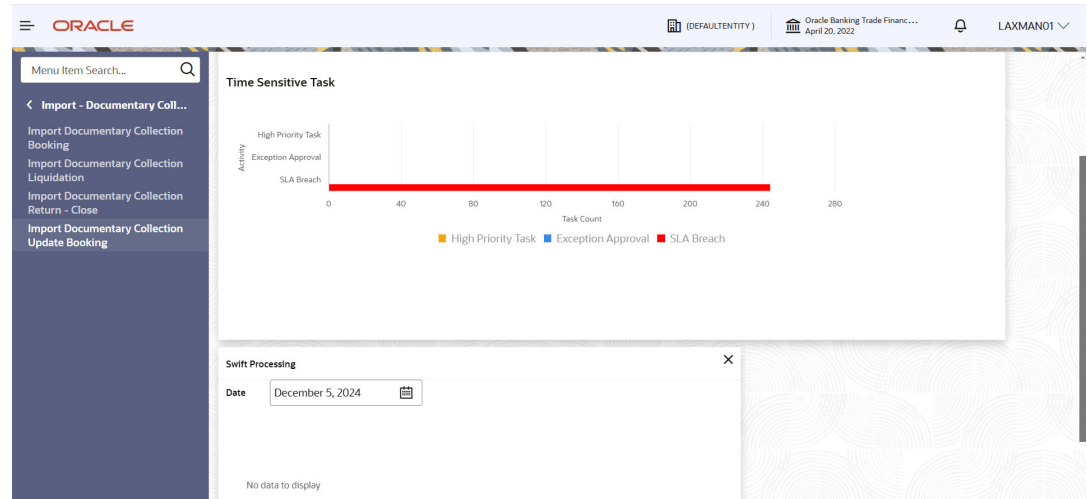 ORACLE
(DEFAULTENTITY )
Oracle Banking Trade Financ...
April 20, 2022
LAXMAN01
Menu Item Search...
Import - Documentary Coll...
Import Documentary Collection
Booking
Import Documentary Collection
Liquidation
Import Documentary Collection
Return - Close
Import Documentary Collection
Update Booking
Time Sensitive Task
Activity
High Priority Task
Exception Approval
SLA Breach
0 40 80 120 160 200 240 280
Task Count
High Priority Task Exception Approval SLA Breach
Swift Processing
Date December 5, 2024
No data to display